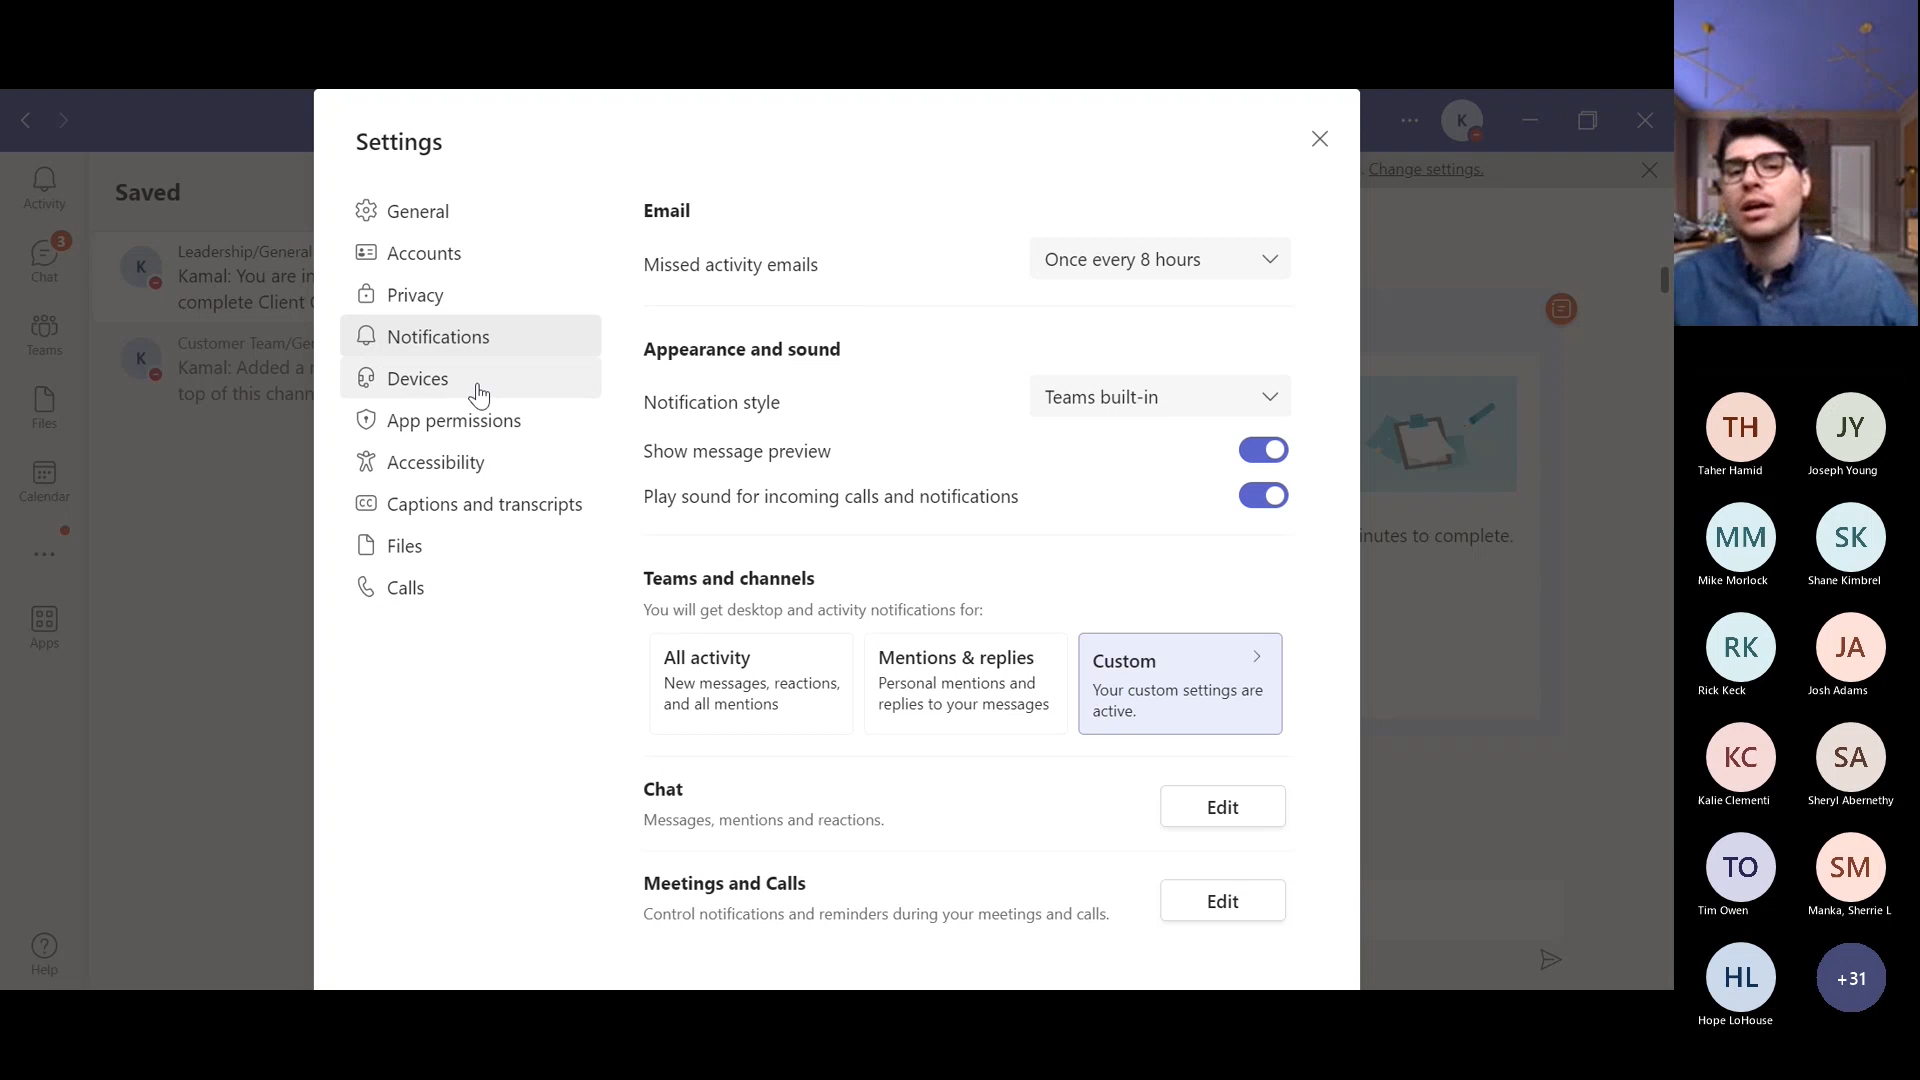 K
Change settings.
Activity
3
Chat
Teams
Files
Calendar
Apps
Help
Saved
K
Leadership/General
Kamal: You are in
complete Client
K
Customer Team/Ge
Kamal: Added a
top of this chann
Settings
General
Accounts
Privacy
Notifications
Devices
App permissions
Accessibility
CC
Captions and transcripts
Files
Calls
Email
Missed activity emails
Once every 8 hours
Appearance and sound
Notification style
Teams built-in
Show message preview
Play sound for incoming calls and notifications
Teams and channels
You will get desktop and activity notifications for:
All activity
New messages, reactions,
and all mentions
Mentions & replies
Personal mentions and
replies to your messages
Custom
Your custom settings are
active.
Chat
Messages, mentions and reactions.
Edit
Meetings and Calls
Control notifications and reminders during your meetings and calls.
Edit
inutes to complete.
TH
Taher Hamid
JY
Joseph Young
MM
Mike Morlock
SK
Shane Kimbrel
RK
Rick Keck
JA
Josh Adams
KC
Kalie Clementi
SA
Sheryl Abernethy
TO
Tim Owen
SM
Manka, Sherrie L
HL
Hope LoHouse
+31